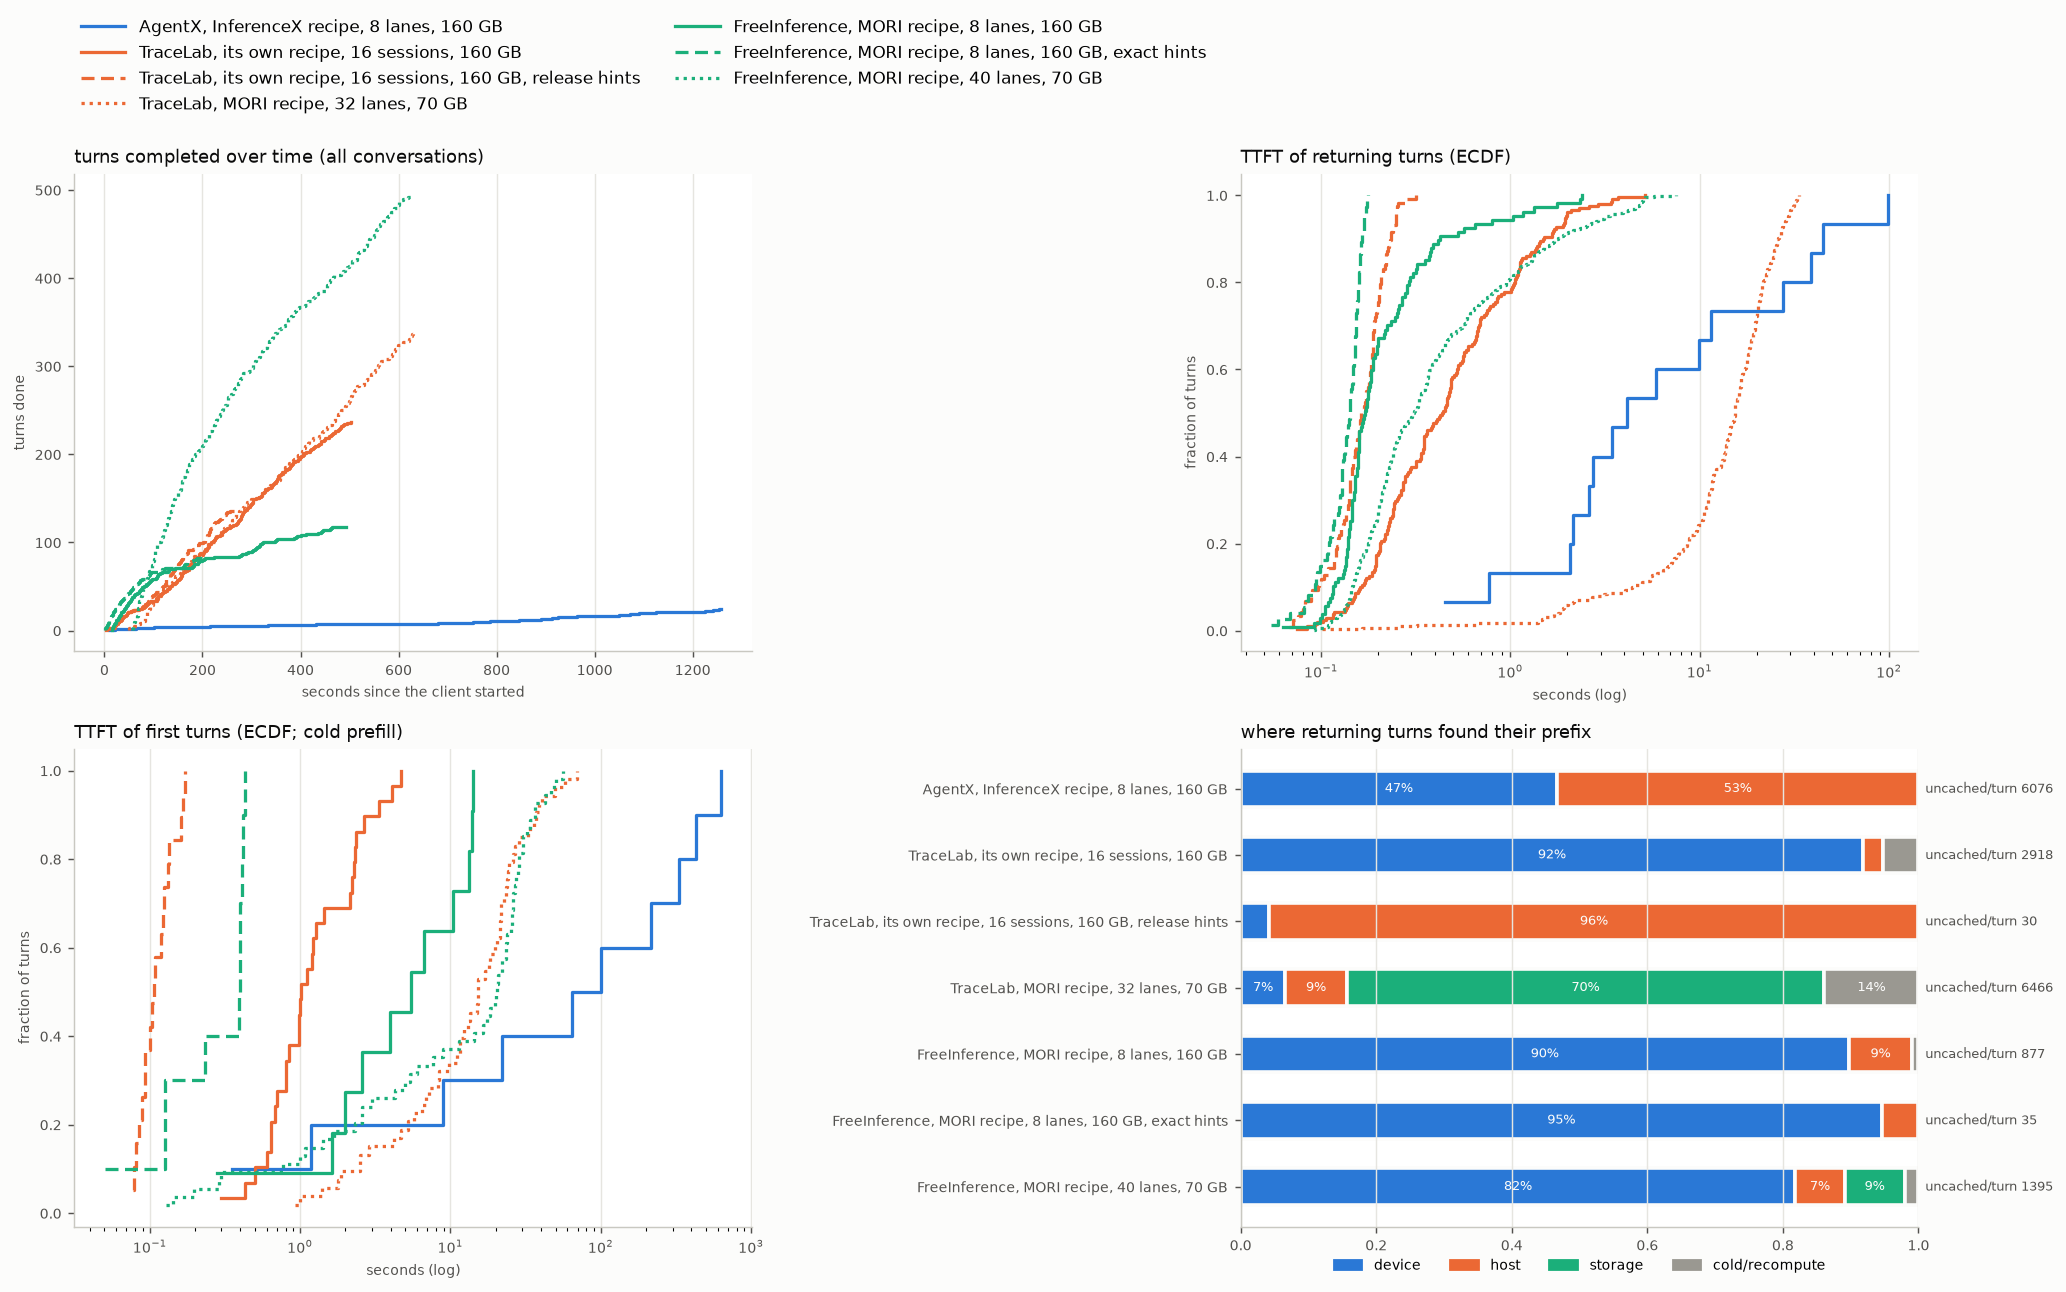 AgentX, InferenceX recipe, 8 lanes, 160 GB
TraceLab, its own recipe, 16 sessions, 160 GB
TraceLab, its own recipe, 16 sessions, 160 GB, release hints
TraceLab, MORI recipe, 32 lanes, 70 GB
FreeInference, MORI recipe, 8 lanes, 160 GB
FreeInference, MORI recipe, 8 lanes, 160 GB, exact hints
FreeInference, MORI recipe, 40 lanes, 70 GB
turns completed over time (all conversations)
500
400
300
200
100
0
turns done
0 200 400 600 800 1000 1200
seconds since the client started
TTFT of returning turns (ECDF)
1.0
0.8
0.6
0.4
0.2
0.0
fraction of turns
10⁻¹ 10⁰ 10¹ 10²
seconds (log)
TTFT of first turns (ECDF; cold prefill)
1.0
0.8
0.6
0.4
0.2
0.0
fraction of turns
10⁻¹ 10⁰ 10¹ 10² 10³
seconds (log)
where returning turns found their prefix
AgentX, InferenceX recipe, 8 lanes, 160 GB 47% 53% uncached/turn 6076
TraceLab, its own recipe, 16 sessions, 160 GB 92% uncached/turn 2918
TraceLab, its own recipe, 16 sessions, 160 GB, release hints 96% uncached/turn 30
TraceLab, MORI recipe, 32 lanes, 70 GB 7% 9% 70% 14% uncached/turn 6466
FreeInference, MORI recipe, 8 lanes, 160 GB 90% 9% uncached/turn 877
FreeInference, MORI recipe, 8 lanes, 160 GB, exact hints 95% uncached/turn 35
FreeInference, MORI recipe, 40 lanes, 70 GB 82% 7% 9% uncached/turn 1395
0.0 0.2 0.4 0.6 0.8 1.0
device host storage cold/recompute